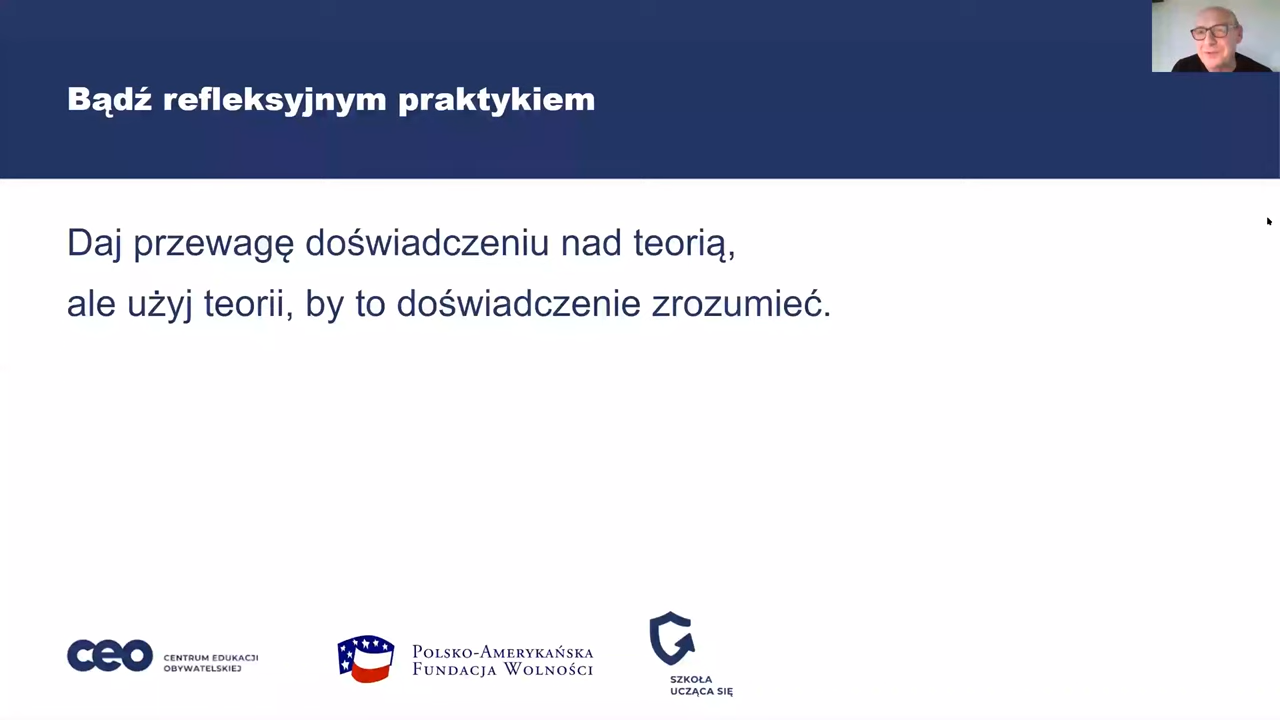 Bądź refleksyjnym praktykiem
Daj przewagę doświadczeniu nad teorią,
ale użyj teorii, by to doświadczenie zrozumieć.
ceo
CENTRUM EDUKACJI
OBYWATELSKIEJ
POLSKO-AMERYKAŃSKA
FUNDACJA WOLNOŚCI
SZKOŁA
UCZĄCA SIĘ